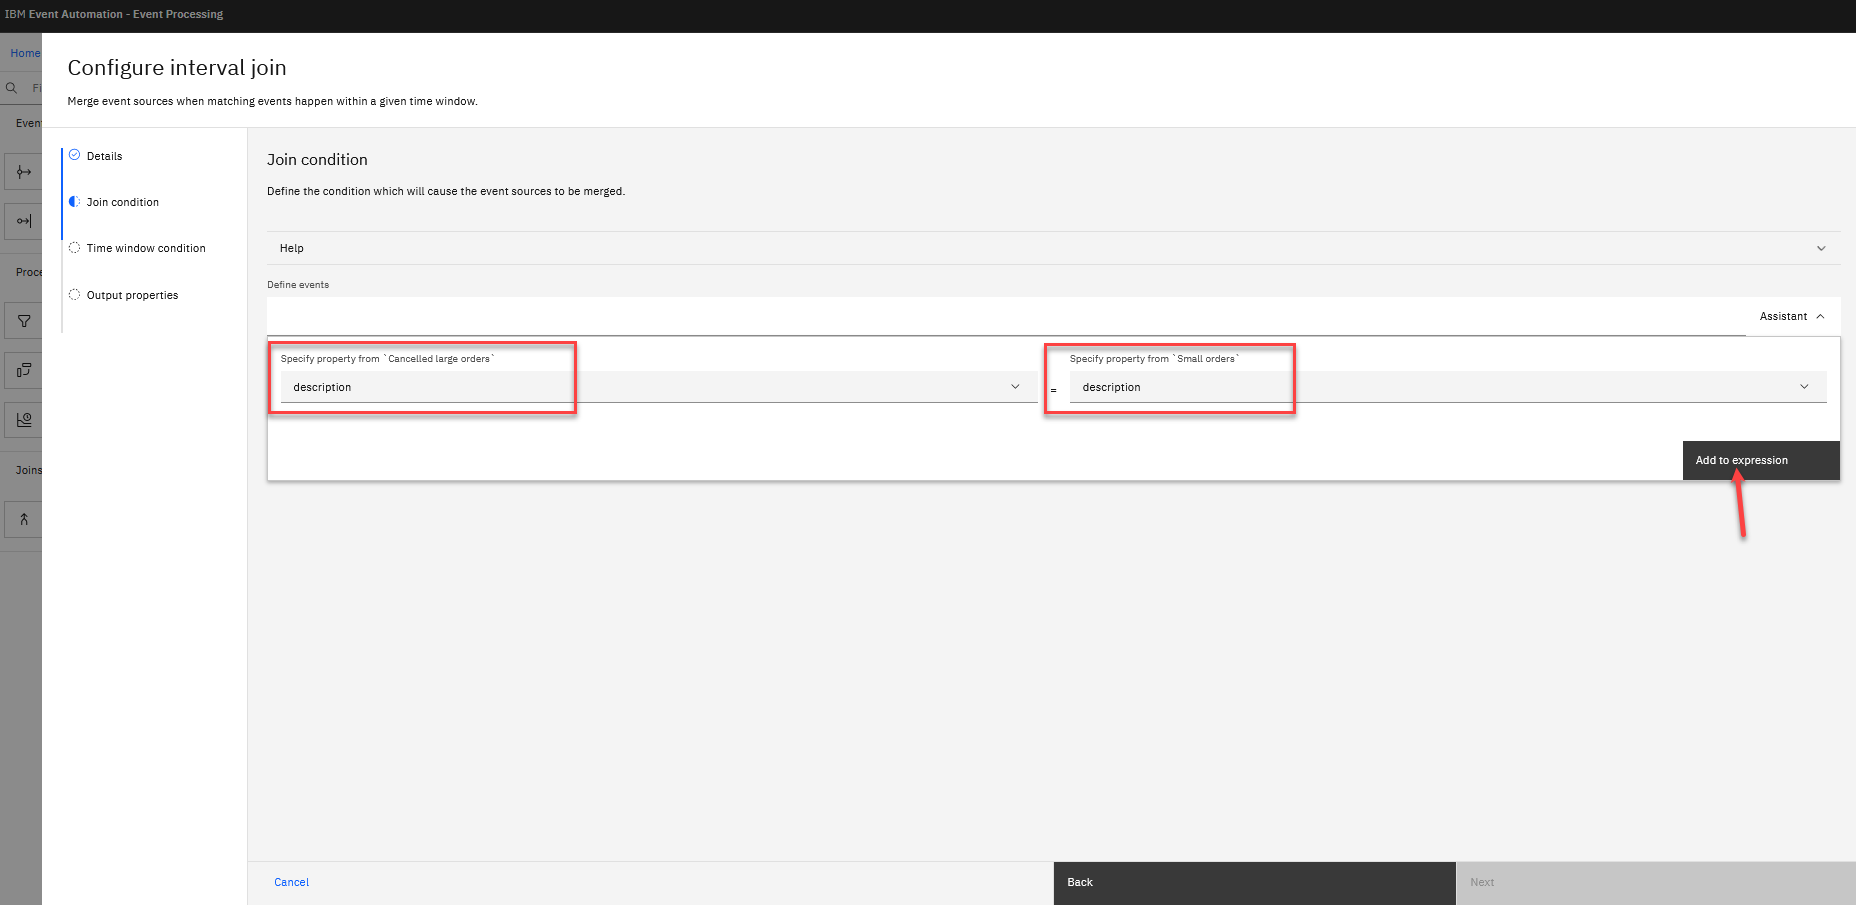 IBM Event Automation - Event Processing
Home
Fi
Configure interval join
Merge event sources when matching events happen within a given time window.
Even
Proce
Joins
Details
Join condition
Time window condition
Output properties
Join condition
Define the condition which will cause the event sources to be merged.
Help
Define events
Assistant
Specify property from `Cancelled large orders`
description
=
Specify property from `Small orders`
description
Add to expression
Cancel
Back
Next